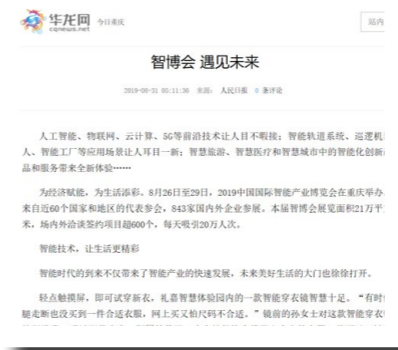 华龙网
cqnews.net
今日重庆
站内
智博会 遇见未来
2019-08-31 00:11:36 来源: 人民日报 0 条评论
人工智能、物联网、云计算、5G等前沿技术让人目不暇接；智能轨道系统、巡逻机
人、智能工厂等应用场景让人耳目一新；智慧旅游、智慧医疗和智慧城市中的智能化创新
品和服务带来全新体验……
为经济赋能，为生活添彩。8月26日至29日，2019中国国际智能产业博览会在重庆举办
来自近60个国家和地区的代表参会，843家国内外企业参展。本届智博会展览面积21万平
米，场内外洽谈签约项目超600个，每天吸引20万人次。
智能技术，让生活更精彩
智能时代的到来不仅带来了智能产业的快速发展，未来美好生活的大门也徐徐打开。
轻点触摸屏，即可试穿新衣，礼嘉智慧体验园内的一款智能穿衣镜智慧十足。“有时
腿走断也没买到一件合适衣服，网上买又怕尺码不合适。”镜前的孙女士对这款智能穿衣